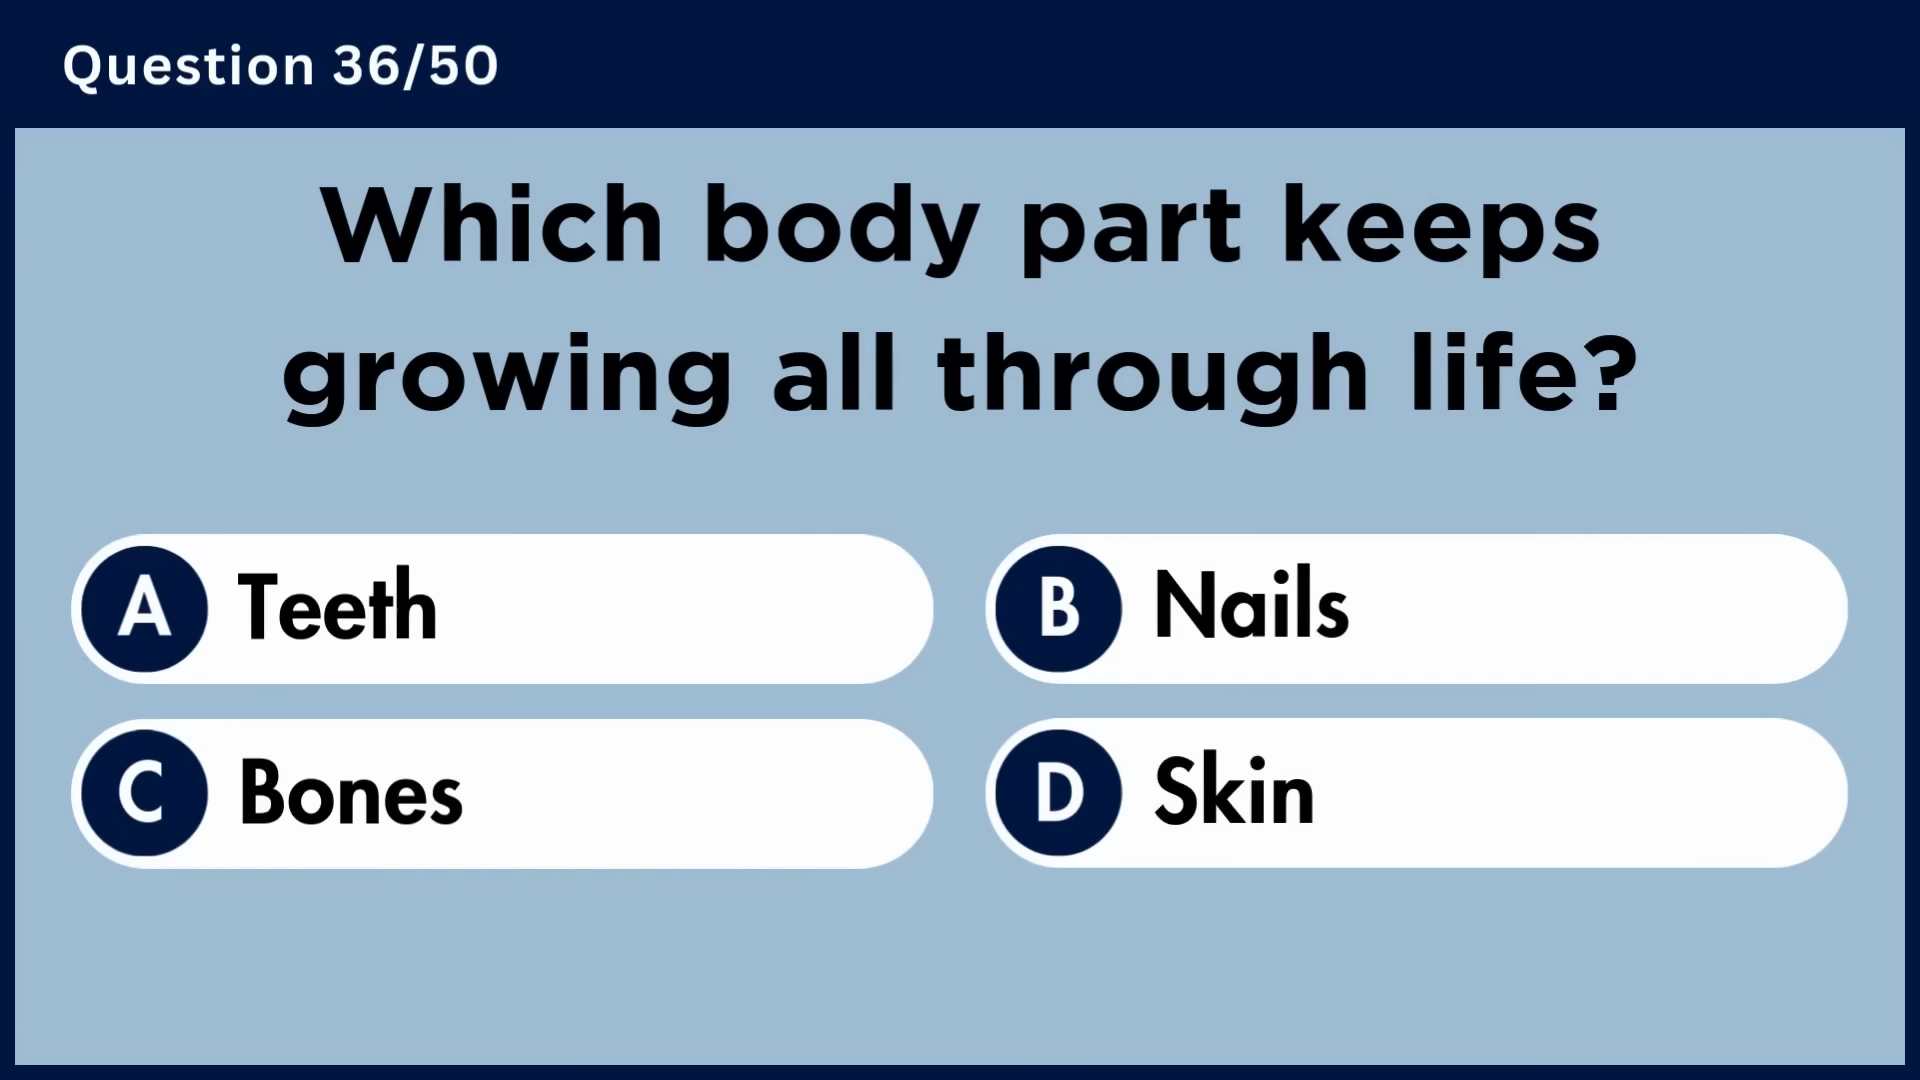 Question 36/50
Which body part keeps
growing all through life?
A Teeth
B Nails
C Bones
D Skin